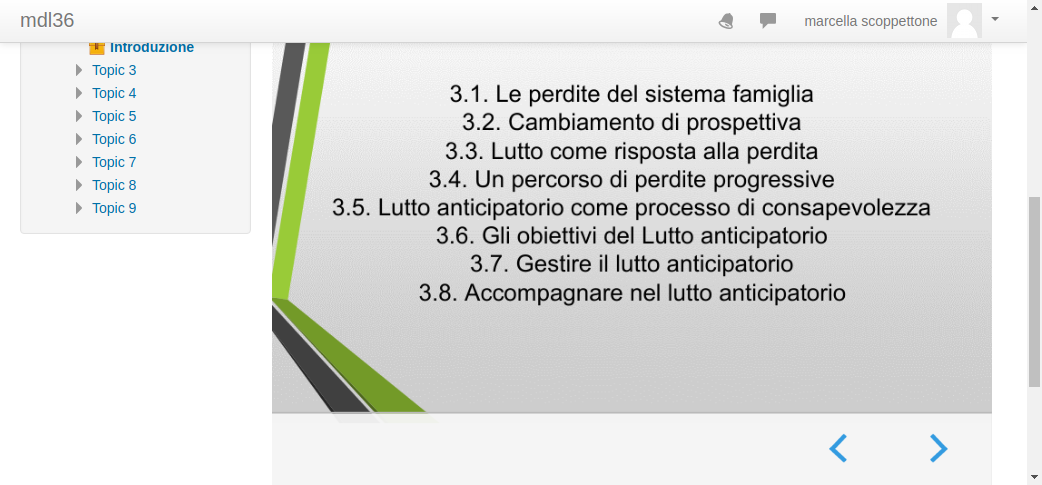 mdl36
marcella scoppettone
Introduzione
Topic 3
Topic 4
Topic 5
Topic 6
Topic 7
Topic 8
Topic 9
3.1. Le perdite del sistema famiglia
3.2. Cambiamento di prospettiva
3.3. Lutto come risposta alla perdita
3.4. Un percorso di perdite progressive
3.5. Lutto anticipatorio come processo di consapevolezza
3.6. Gli obiettivi del Lutto anticipatorio
3.7. Gestire il lutto anticipatorio
3.8. Accompagnare nel lutto anticipatorio